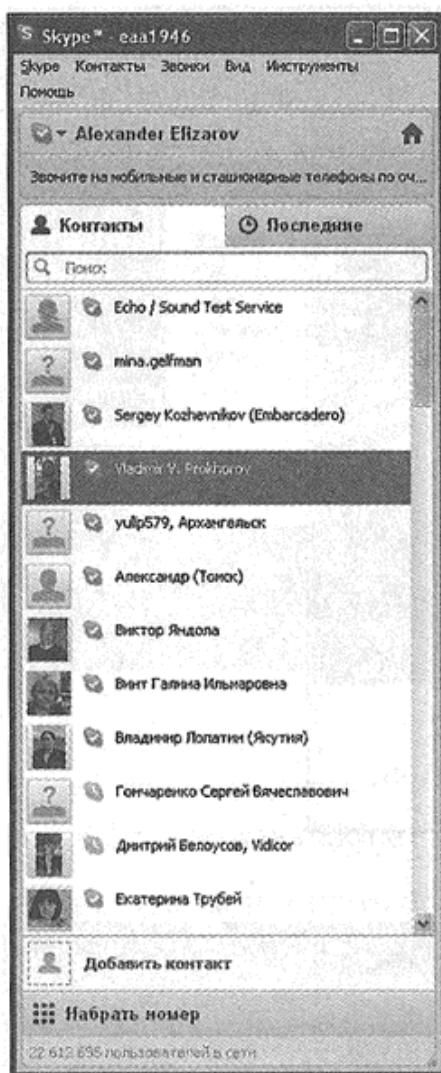 Skype™ - eaa1946
Skype Контакты Звонки Вид Инструменты
Помощь
Alexander Elizarov
Звоните на мобильные и стационарные телефоны по оч...
Контакты
Последние
Поиск
Echo / Sound Test Service
mina.gelfman
Sergey Kozhevnikov (Embarcadero)
Vladimir V. Prokhorov
yulip579, Архангельск
Александр (Томск)
Виктор Яндола
Винт Галина Ильмаровна
Владимир Лопатин (Якутия)
Гончаренко Сергей Вячеславович
Дмитрий Белоусов, Vidicor
Екатерина Трубей
Добавить контакт
Набрать номер
22 612 695 пользователей в сети